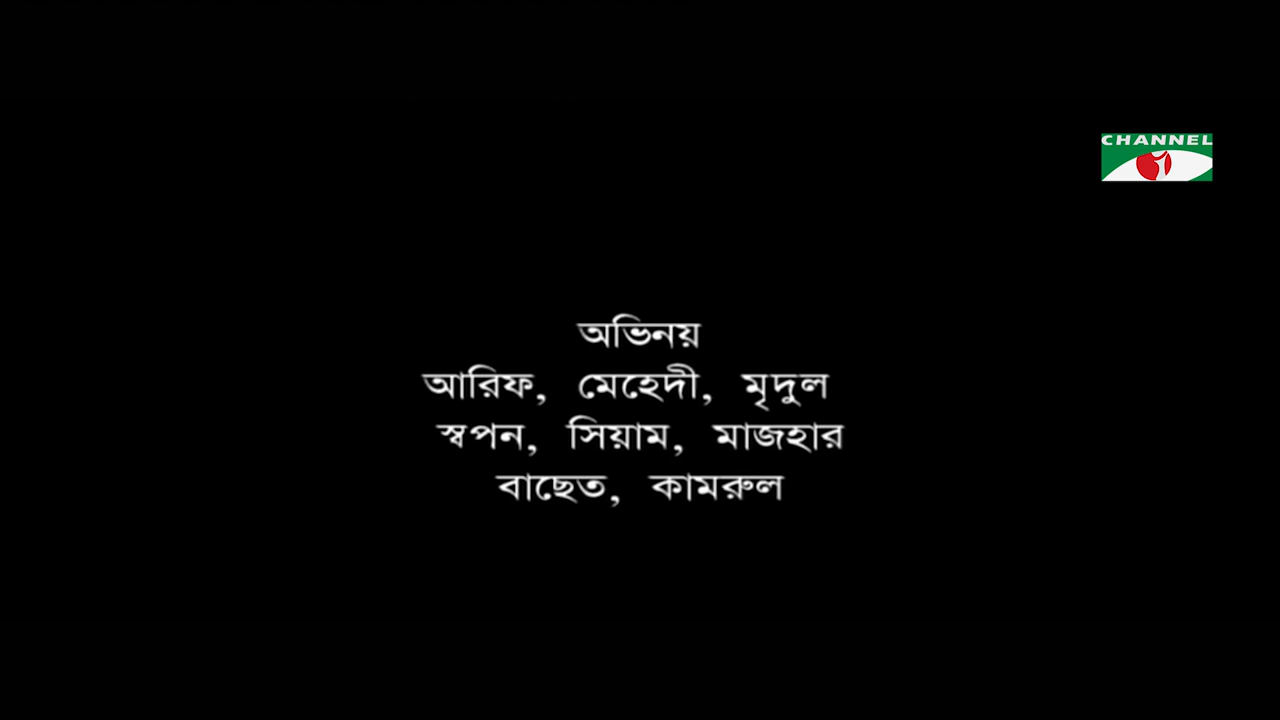 CHANNEL i
অভিনয়
আরিফ, মেহেদী, মৃদুল
স্বপন, সিয়াম, মাজহার
বাছেত, কামরুল